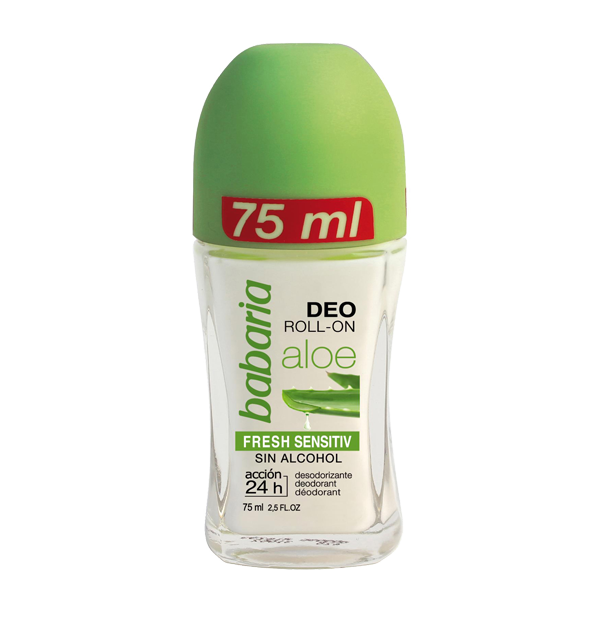 75 ml
babaria
DEO
ROLL-ON
aloe
FRESH SENSITIV
SIN ALCOHOL
acción
24 h
desodorizante
deodorant
déodorant
75 ml 2,5 FL.OZ